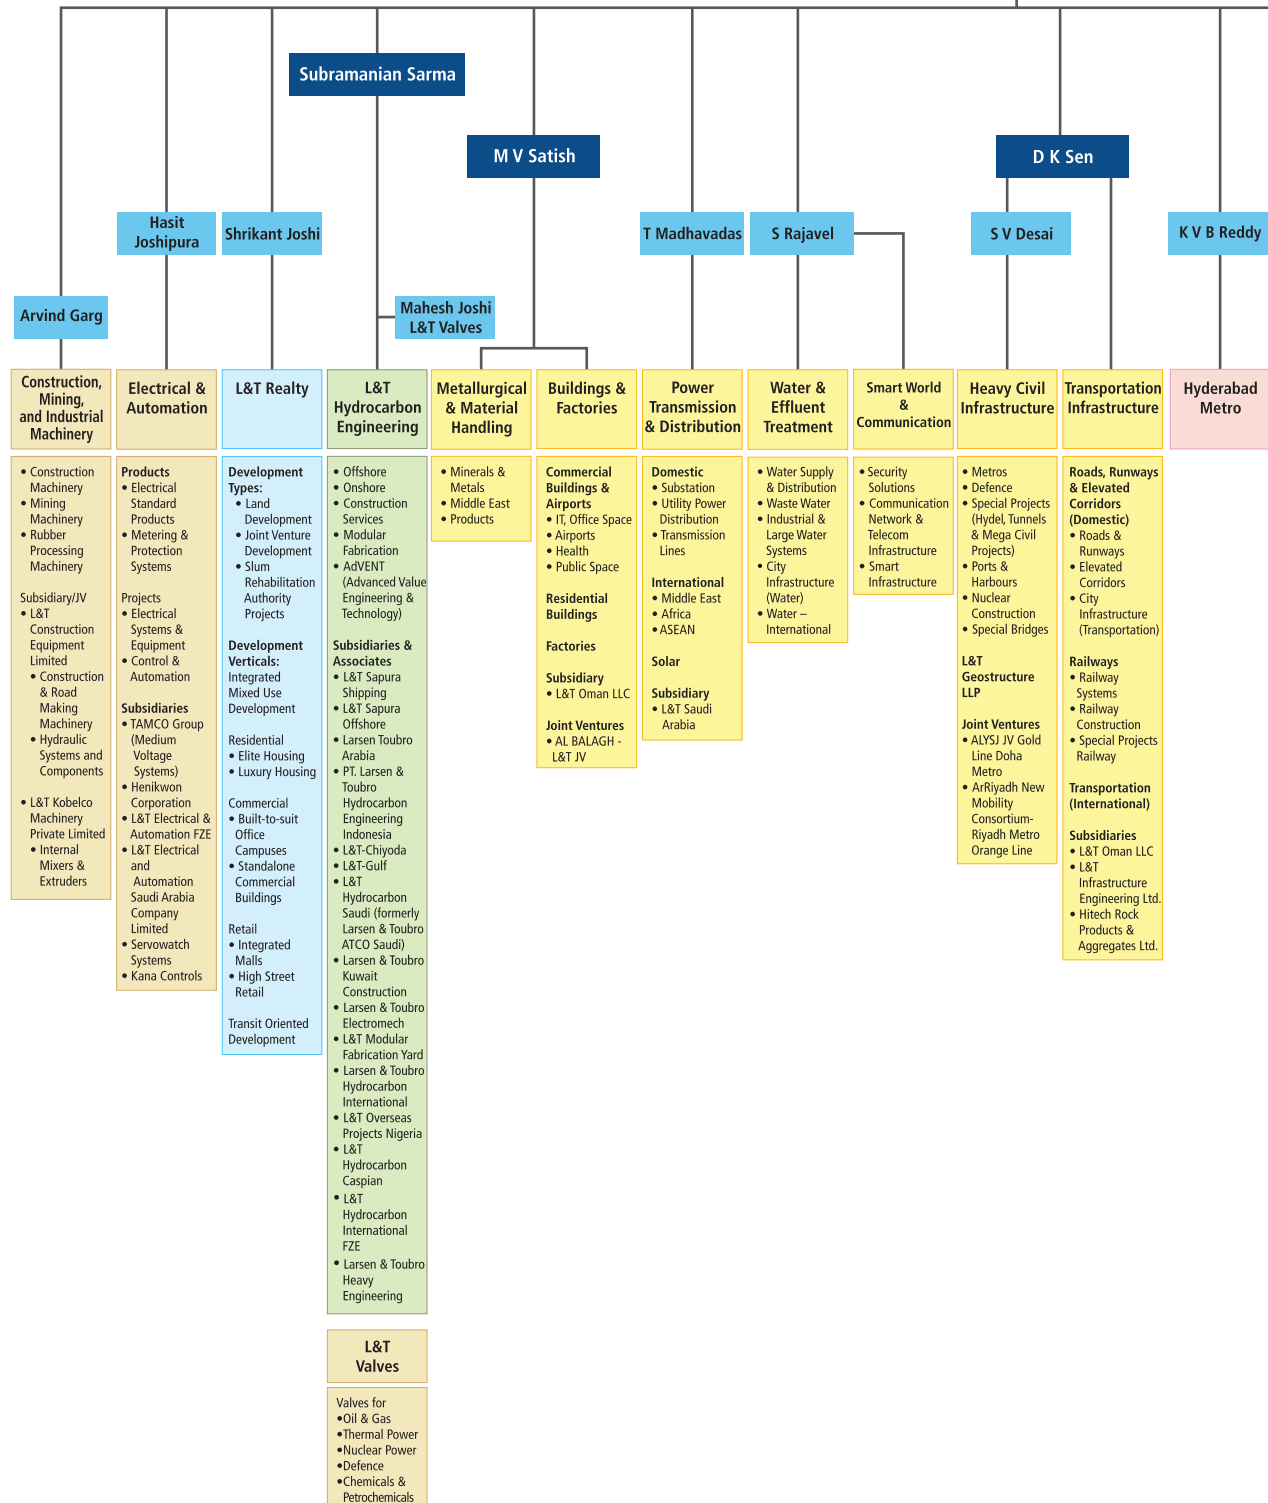 Subramanian Sarma
M V Satish
D K Sen
Hasit
Joshipura
Shrikant Joshi
T Madhavadas
S Rajavel
S V Desai
K V B Reddy
Arvind Garg
Mahesh Joshi
L&T Valves
Construction,
Mining,
and Industrial
Machinery
• Construction
Machinery
• Mining
Machinery
• Rubber
Processing
Machinery
Subsidiary/JV
• L&T
Construction
Equipment
Limited
• Construction
& Road
Making
Machinery
• Hydraulic
Systems and
Components
• L&T Kobelco
Machinery
Private Limited
• Internal
Mixers &
Extruders
Electrical &
Automation
Products
• Electrical
Standard
Products
• Metering &
Protection
Systems
Projects
• Electrical
Systems &
Equipment
• Control &
Automation
Subsidiaries
• TAMCO Group
(Medium
Voltage
Systems)
• Henikwon
Corporation
• L&T Electrical &
Automation FZE
• L&T Electrical
and
Automation
Saudi Arabia
Company
Limited
• Servowatch
Systems
• Kana Controls
L&T Realty
Development
Types:
• Land
Development
• Joint Venture
Development
• Slum
Rehabilitation
Authority
Projects
Development
Verticals:
Integrated
Mixed Use
Development
Residential
• Elite Housing
• Luxury Housing
Commercial
• Built-to-suit
Office
Campuses
• Standalone
Commercial
Buildings
Retail
• Integrated
Malls
• High Street
Retail
Transit Oriented
Development
L&T
Hydrocarbon
Engineering
• Offshore
• Onshore
• Construction
Services
• Modular
Fabrication
• AdVENT
(Advanced Value
Engineering &
Technology)
Subsidiaries &
Associates
• L&T Sapura
Shipping
• L&T Sapura
Offshore
• Larsen Toubro
Arabia
• PT. Larsen &
Toubro
Hydrocarbon
Engineering
Indonesia
• L&T-Chiyoda
• L&T-Gulf
• L&T
Hydrocarbon
Saudi (formerly
Larsen & Toubro
ATCO Saudi)
• Larsen & Toubro
Kuwait
Construction
• Larsen & Toubro
Electromech
• L&T Modular
Fabrication Yard
• Larsen & Toubro
Hydrocarbon
International
• L&T Overseas
Projects Nigeria
• L&T
Hydrocarbon
Caspian
• L&T
Hydrocarbon
International
FZE
• Larsen & Toubro
Heavy
Engineering
L&T
Valves
Valves for
•Oil & Gas
•Thermal Power
•Nuclear Power
•Defence
•Chemicals &
Petrochemicals
Metallurgical
& Material
Handling
• Minerals &
Metals
• Middle East
• Products
Buildings &
Factories
Commercial
Buildings &
Airports
• IT, Office Space
• Airports
• Health
• Public Space
Residential
Buildings
Factories
Subsidiary
• L&T Oman LLC
Joint Ventures
• AL BALAGH -
L&T JV
Power
Transmission
& Distribution
Domestic
• Substation
• Utility Power
Distribution
• Transmission
Lines
International
• Middle East
• Africa
• ASEAN
Solar
Subsidiary
• L&T Saudi
Arabia
Water &
Effluent
Treatment
• Water Supply
& Distribution
• Waste Water
• Industrial &
Large Water
Systems
• City
Infrastructure
(Water)
• Water –
International
Smart World
&
Communication
• Security
Solutions
• Communication
Network &
Telecom
Infrastructure
• Smart
Infrastructure
Heavy Civil
Infrastructure
• Metros
• Defence
• Special Projects
(Hydel, Tunnels
& Mega Civil
Projects)
• Ports &
Harbours
• Nuclear
Construction
• Special Bridges
L&T
Geostructure
LLP
Joint Ventures
• ALYSJ JV Gold
Line Doha
Metro
• ArRiyadh New
Mobility
Consortium-
Riyadh Metro
Orange Line
Transportation
Infrastructure
Roads, Runways
& Elevated
Corridors
(Domestic)
• Roads &
Runways
• Elevated
Corridors
• City
Infrastructure
(Transportation)
Railways
• Railway
Systems
• Railway
Construction
• Special Projects
Railway
Transportation
(International)
Subsidiaries
• L&T Oman LLC
• L&T
Infrastructure
Engineering Ltd.
• Hitech Rock
Products &
Aggregates Ltd.
Hyderabad
Metro